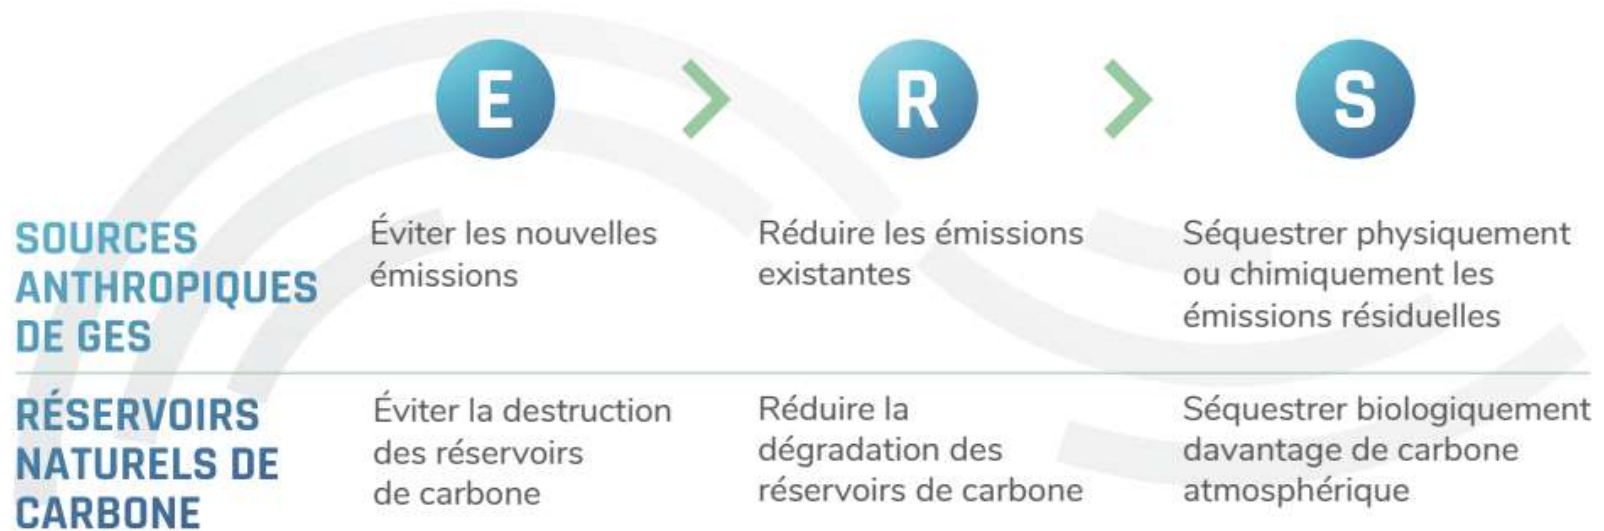 E > R > S
SOURCES
ANTHROPIQUES
DE GES
Éviter les nouvelles
émissions
Réduire les émissions
existantes
Séquestrer physiquement
ou chimiquement les
émissions résiduelles
RÉSERVOIRS
NATURELS DE
CARBONE
Éviter la destruction
des réservoirs
de carbone
Réduire la
dégradation des
réservoirs de carbone
Séquestrer biologiquement
davantage de carbone
atmosphérique